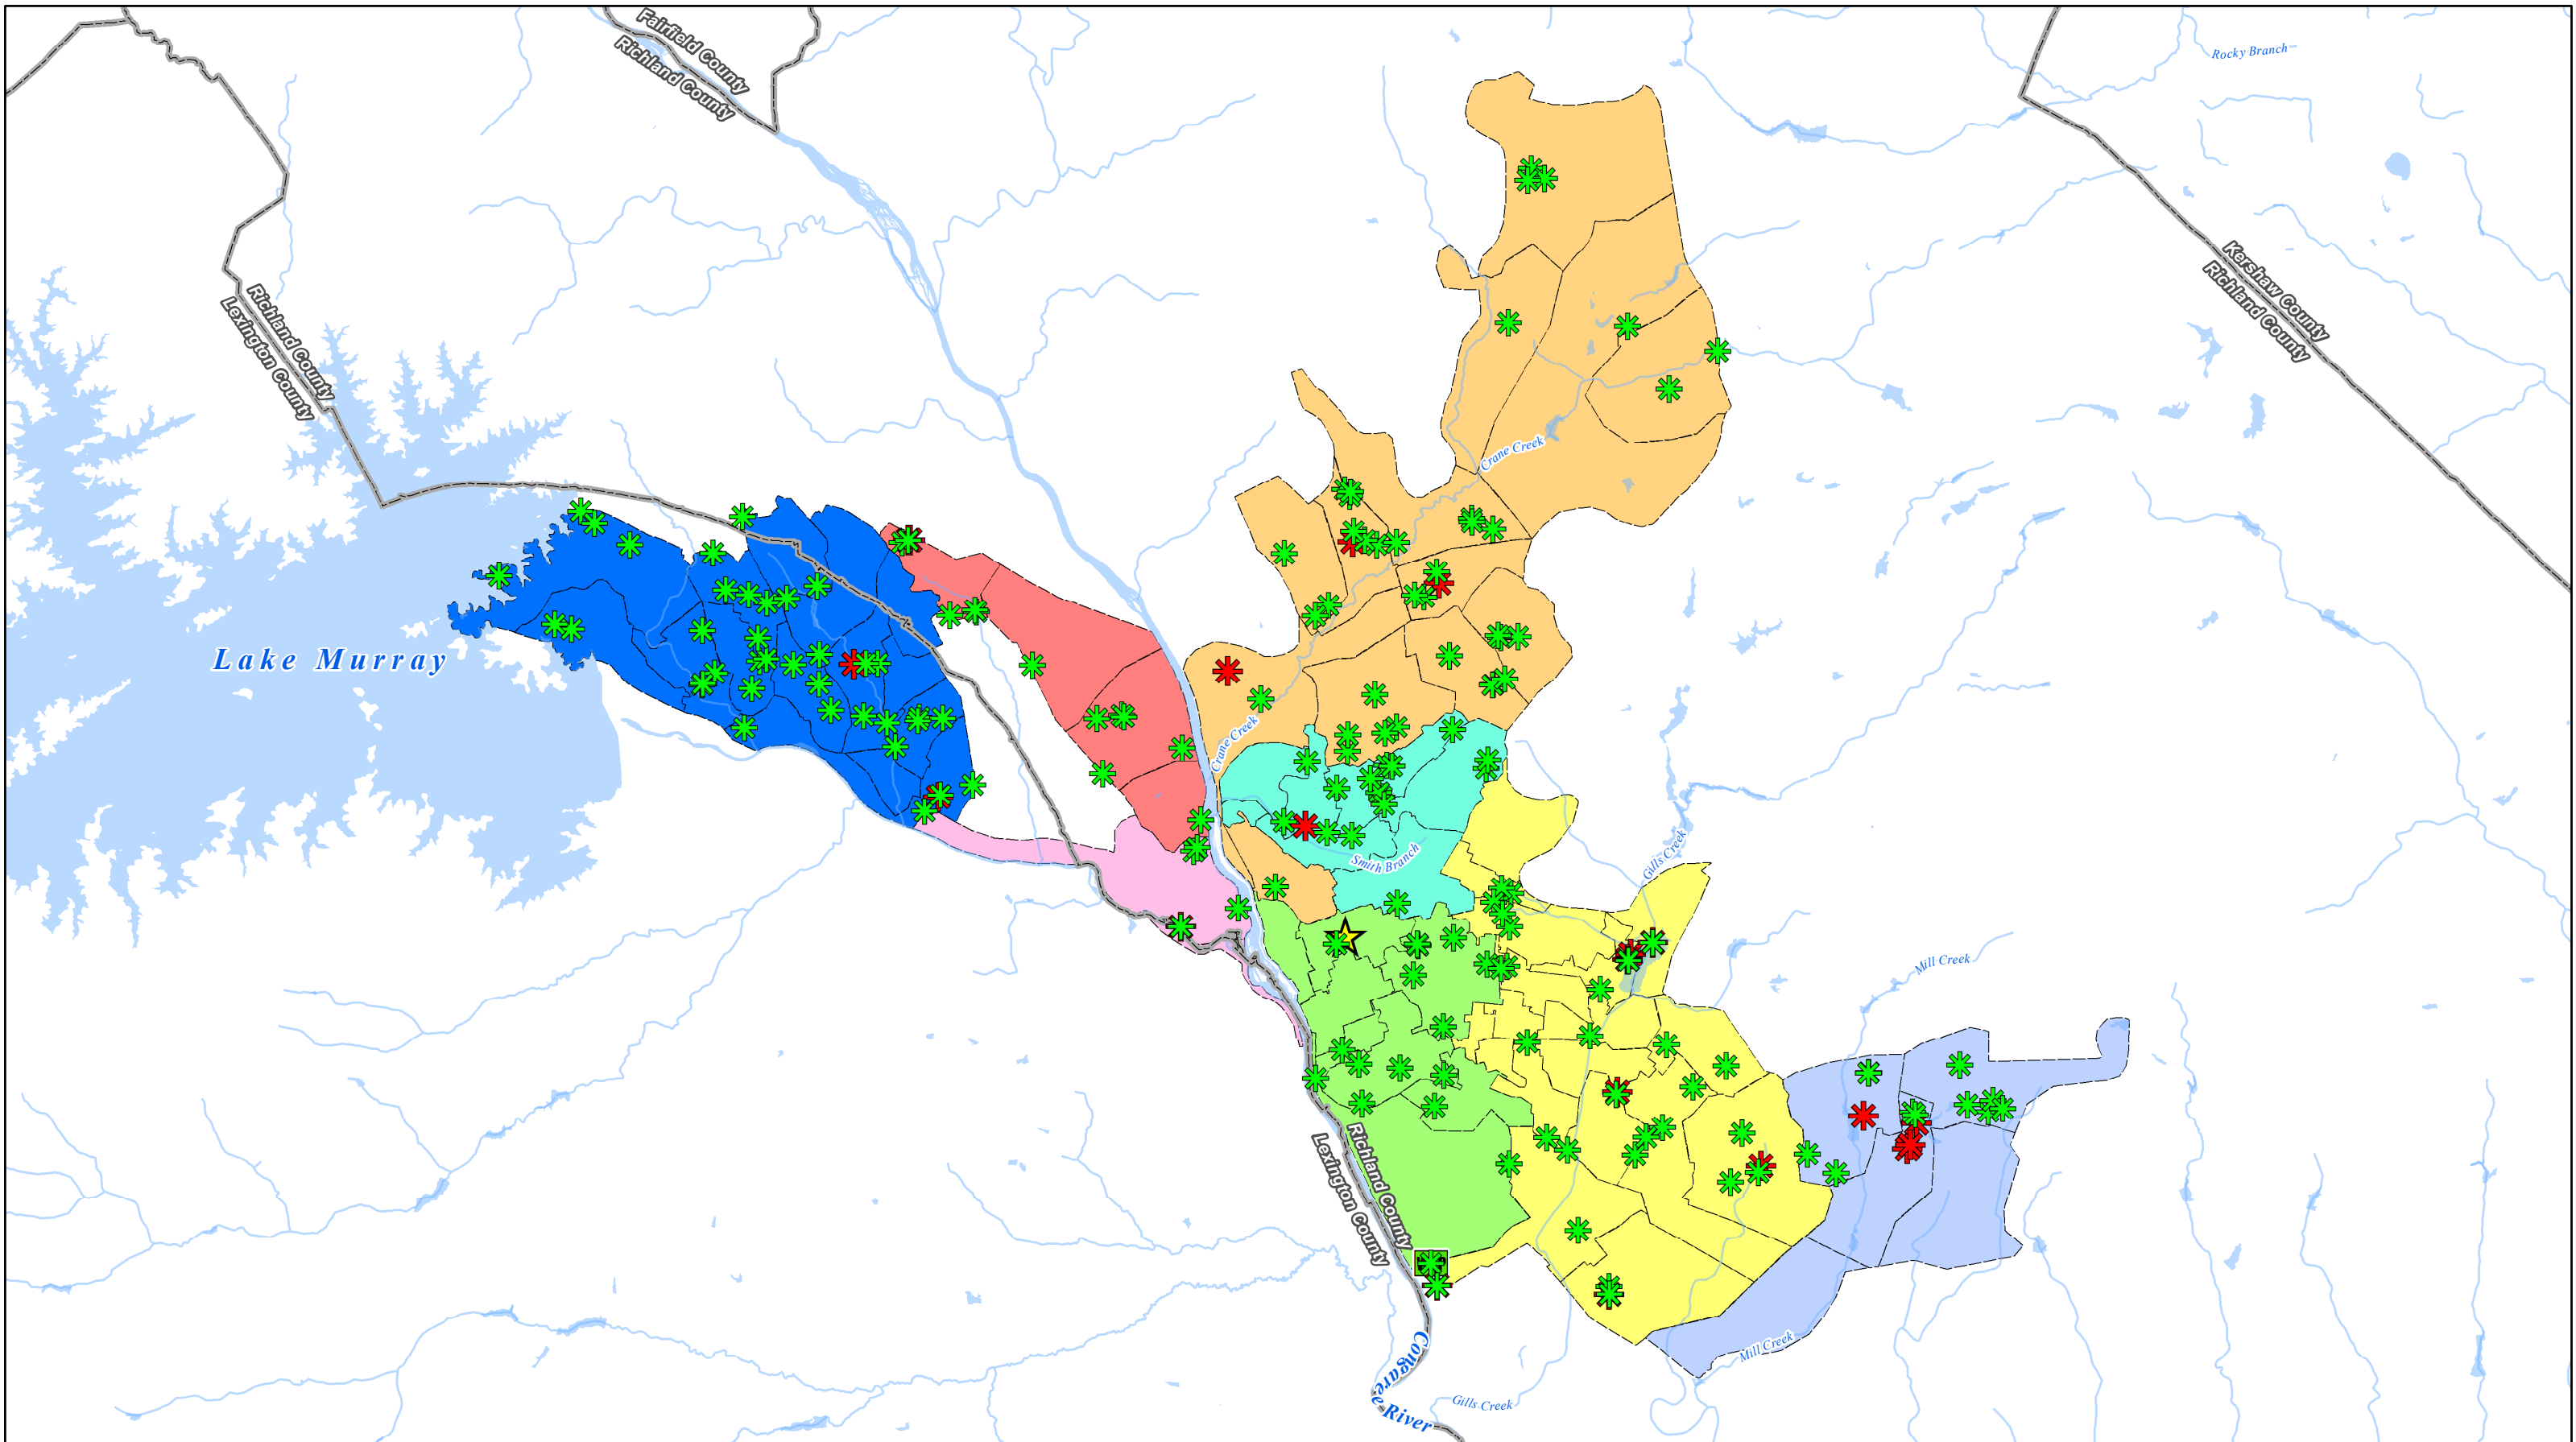 Fairfield County
Richland County
Rocky Branch
Kershaw County
Richland County
Richland County
Lexington County
Crane Creek
Lake Murray
Crane Creek
Gills Creek
Smith Branch
Mill Creek
Richland County
Lexington County
Mill Creek
Congaree River
Gills Creek